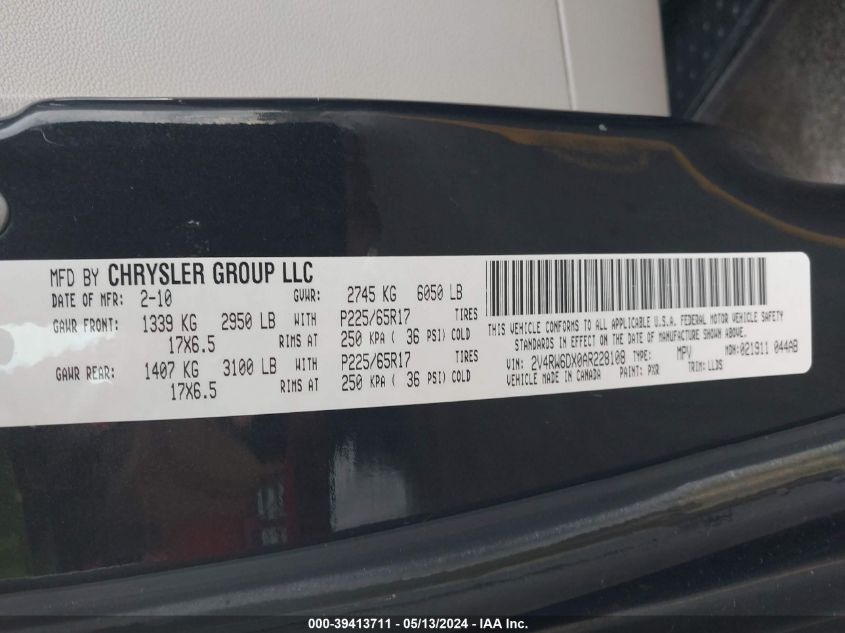 MFD BY CHRYSLER GROUP LLC
DATE OF MFR: 2-10 GVWR: 2745 KG 6050 LB
GAWR FRONT: 1339 KG 2950 LB WITH P225/65R17 TIRES
17X6.5 RIMS AT 250 KPA ( 36 PSI) COLD
GAWR REAR: 1407 KG 3100 LB WITH P225/65R17 TIRES
17X6.5 RIMS AT 250 KPA ( 36 PSI) COLD
THIS VEHICLE CONFORMS TO ALL APPLICABLE U.S.A. FEDERAL MOTOR VEHICLE SAFETY
STANDARDS IN EFFECT ON THE DATE OF MANUFACTURE SHOWN ABOVE.
VIN: 2V4RW6DX0AR228108 TYPE: MPV MDH:021911 044AB
VEHICLE MADE IN CANADA PAINT: PXR TRIM: LLDS
000-39413711 - 05/13/2024 - IAA Inc.